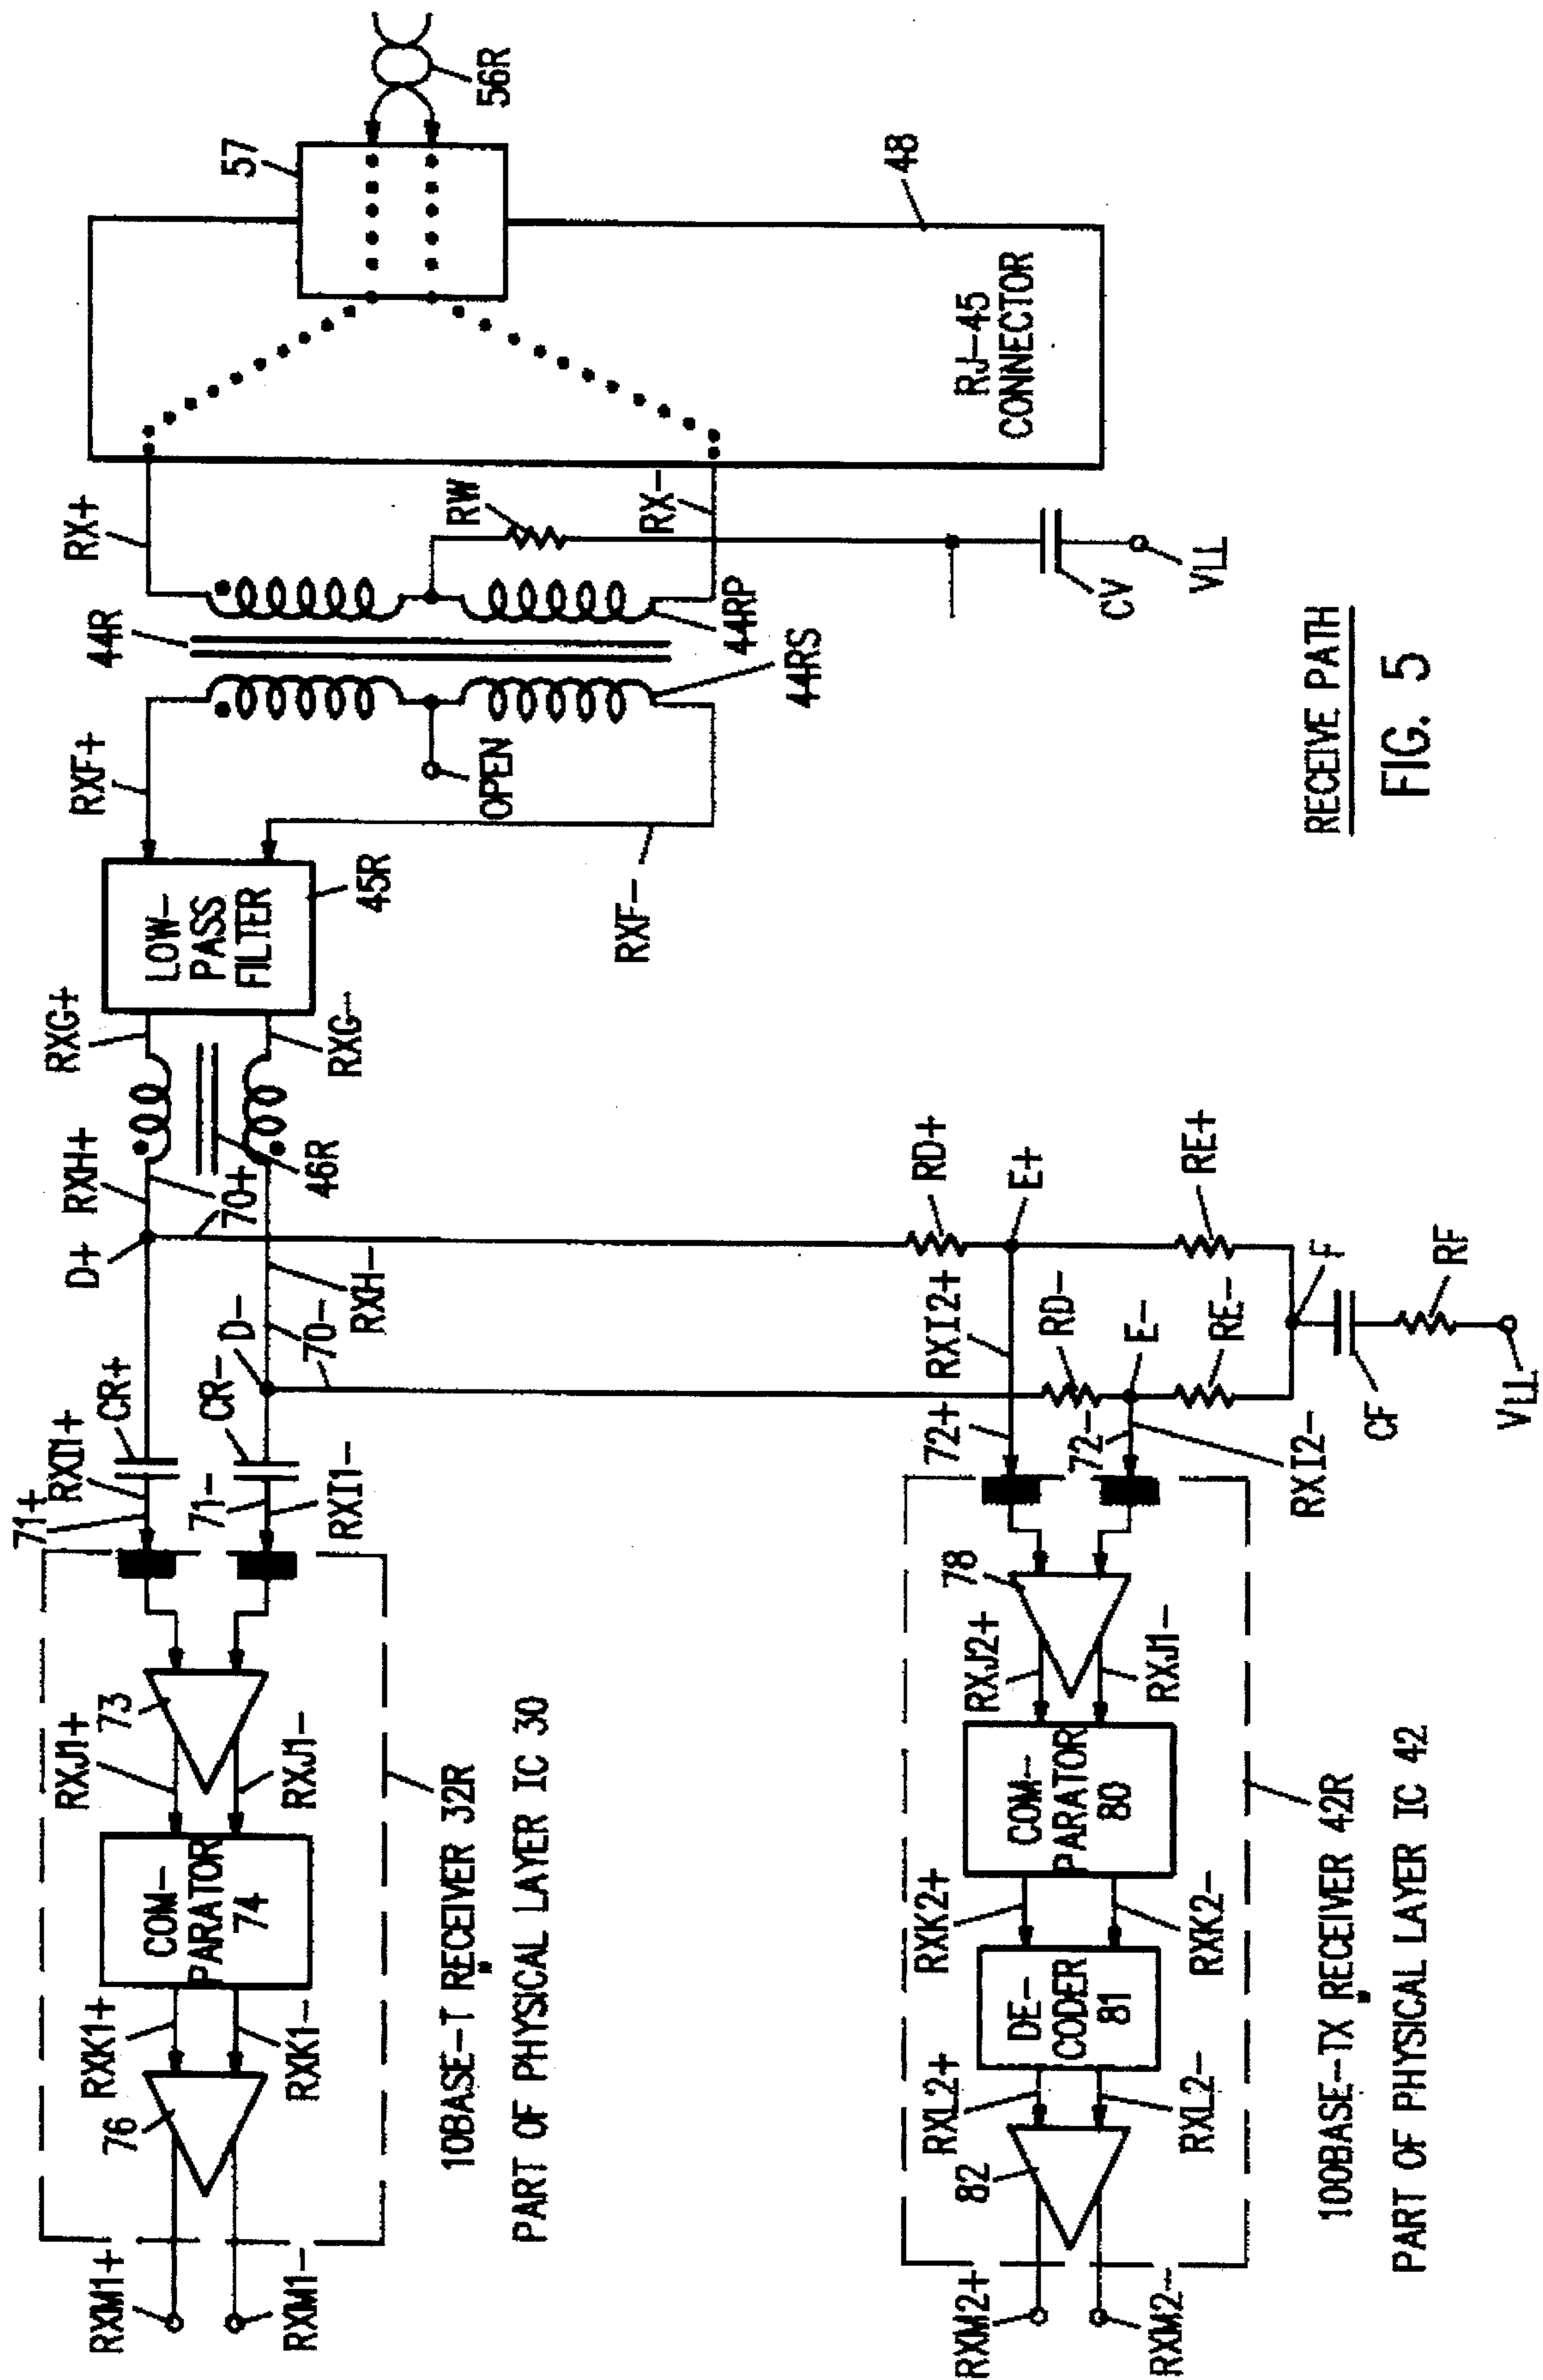 RXM1+
RXM1-
76
RXK1+
RXK1-
COM-
PARATOR
74
RXJ1+
RXJ1-
73
32R
10BASE-T RECEIVER
PART OF PHYSICAL LAYER IC 30
71+
RXI1+
CR+
71-
RXI1-
CR-
D+
D-
RXH+
70+
70-
RXH-
46R
RXG+
RXG-
LOW-
PASS
FILTER
45R
RXF+
RXF-
OPEN
44R
44RS
44RP
RX+
RW
RX-
CV
VLL
RJ-45
CONNECTOR
48
57
56R
RXM2+
RXM2-
82
RXL2+
RXL2-
DE-
CODER
81
RXK2+
RXK2-
COM-
PARATOR
80
RXJ2+
RXJ1-
78
42R
100BASE-TX RECEIVER
PART OF PHYSICAL LAYER IC 42
72+
72-
RXI2+
RXI2-
RD+
RD-
E+
E-
RE+
RE-
F
CF
RF
VLL
RECEIVE PATH
FIG. 5